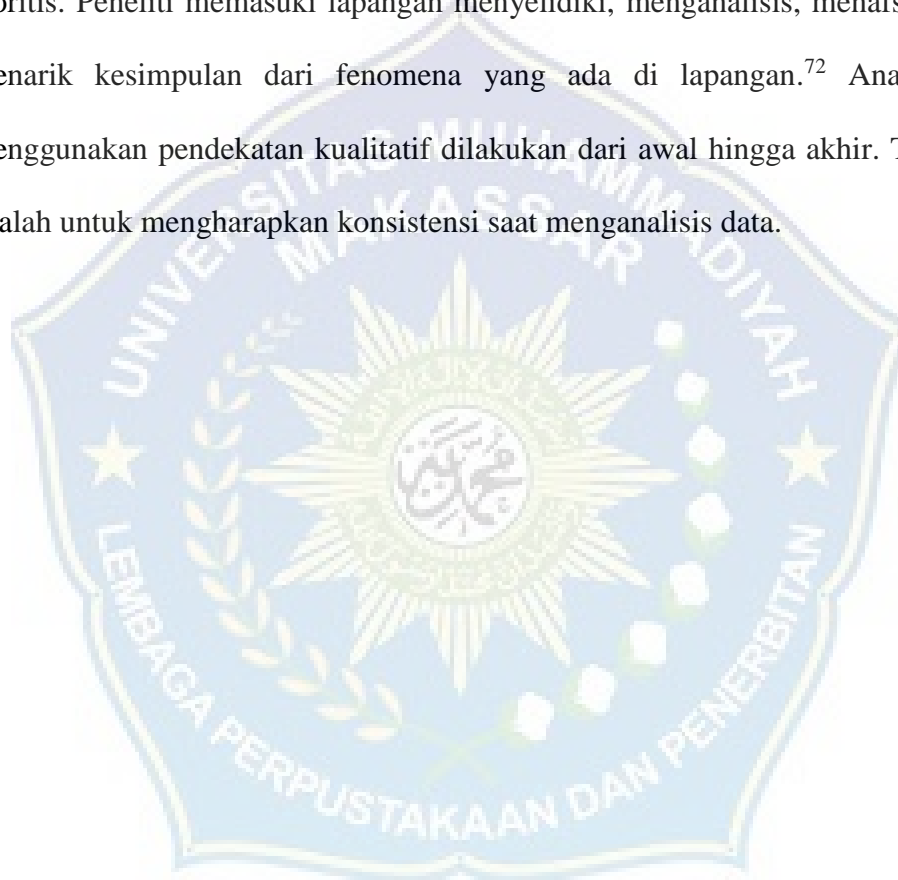 oritis. Peneliti memasuki lapangan menyelidiki, menganalisis, menafs
enarik kesimpulan dari fenomena yang ada di lapangan.72 Ana
enggunakan pendekatan kualitatif dilakukan dari awal hingga akhir. T
alah untuk mengharapkan konsistensi saat menganalisis data.
UNIVERSITAS MUHAMMADIYAH
MAKASSAR
محمدية
LEMBAGA PERPUSTAKAAN DAN PENERBITAN